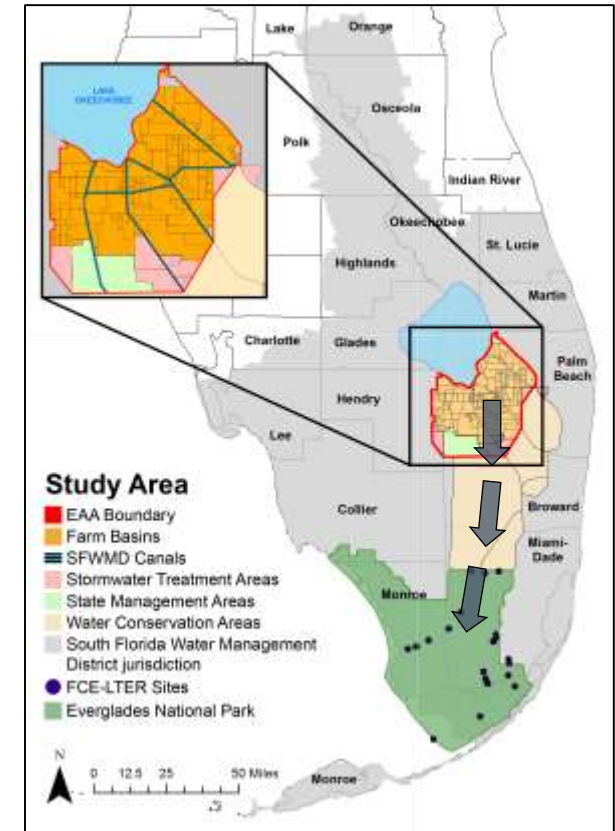 Lake
Orange
Osceola
LAKE
OKEECHOBEE
Polk
Indian River
Okeechobee
St. Lucie
Highlands
Martin
Charlotte
Glades
Palm
Beach
Hendry
Lee
Collier
Broward
Miami-
Dade
Monroe
Study Area
EAA Boundary
Farm Basins
SFWMD Canals
Stormwater Treatment Areas
State Management Areas
Water Conservation Areas
South Florida Water Management
District jurisdiction
FCE-LTER Sites
Everglades National Park
N
0 12.5 25 50 Miles
Monroe